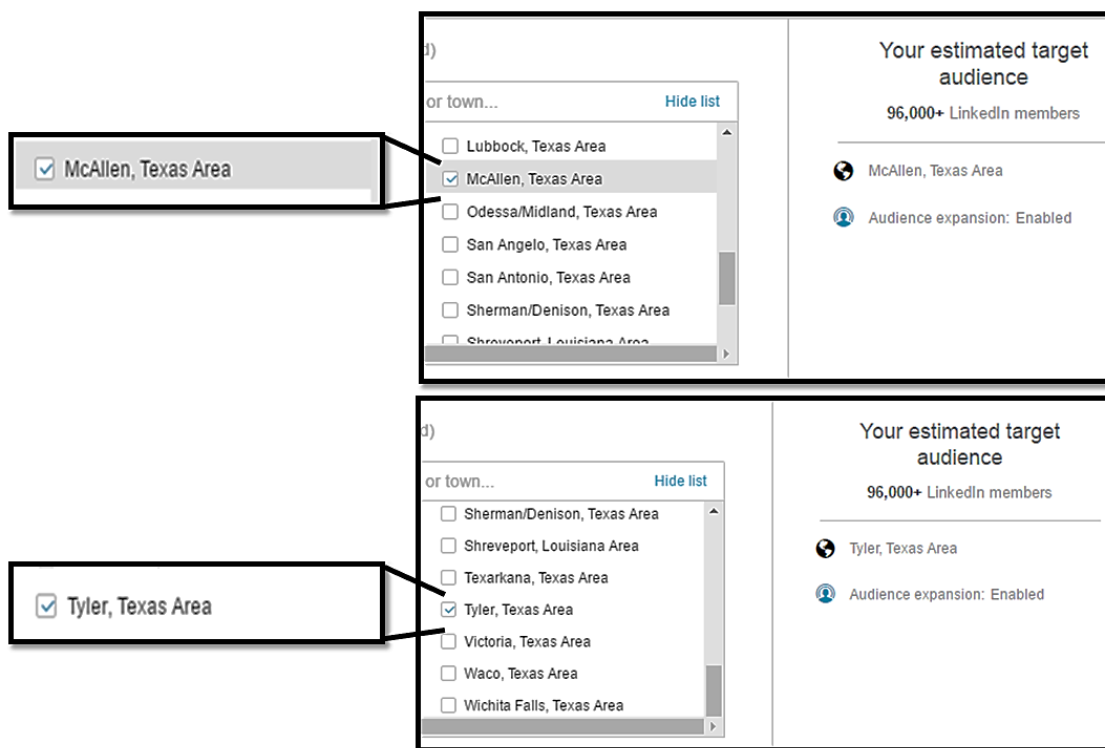 d)
Your estimated target
audience
or town...
Hide list
96,000+ LinkedIn members
Lubbock, Texas Area
McAllen, Texas Area
McAllen, Texas Area
McAllen, Texas Area
Odessa/Midland, Texas Area
Audience expansion: Enabled
San Angelo, Texas Area
San Antonio, Texas Area
Sherman/Denison, Texas Area
Shreveport, Louisiana Area
d)
Your estimated target
audience
or town...
Hide list
96,000+ LinkedIn members
Sherman/Denison, Texas Area
Shreveport, Louisiana Area
Tyler, Texas Area
Texarkana, Texas Area
Audience expansion: Enabled
Tyler, Texas Area
Tyler, Texas Area
Victoria, Texas Area
Waco, Texas Area
Wichita Falls, Texas Area